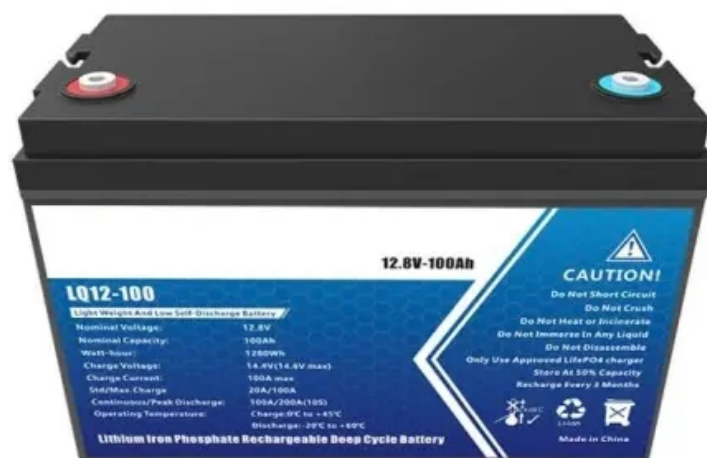 12.8V-100Ah
LQ12-100
Light Weight And Low Self-Discharge Battery
Nominal Voltage: 12.8V
Nominal Capacity: 100Ah
Watt-hour: 1280Wh
Charge Voltage: 14.4V(14.6V max)
Charge Current: 100A max
Std/Max.Charge 20A/100A
Continuous/Peak Discharge: 100A/200A(10S)
Operating Temperature: Charge:0℃ to +45℃
Discharge:-20℃ to +60℃
Lithium Iron Phosphate Rechargeable Deep Cycle Battery
CAUTION!
Do Not Short Circuit
Do Not Crush
Do Not Heat or Incinerate
Do Not Immerse In Any Liquid
Do Not Disassemble
Only Use Approved LifePO4 charger
Store At 50% Capacity
Recharge Every 3 Months
Li-ion
Made in China